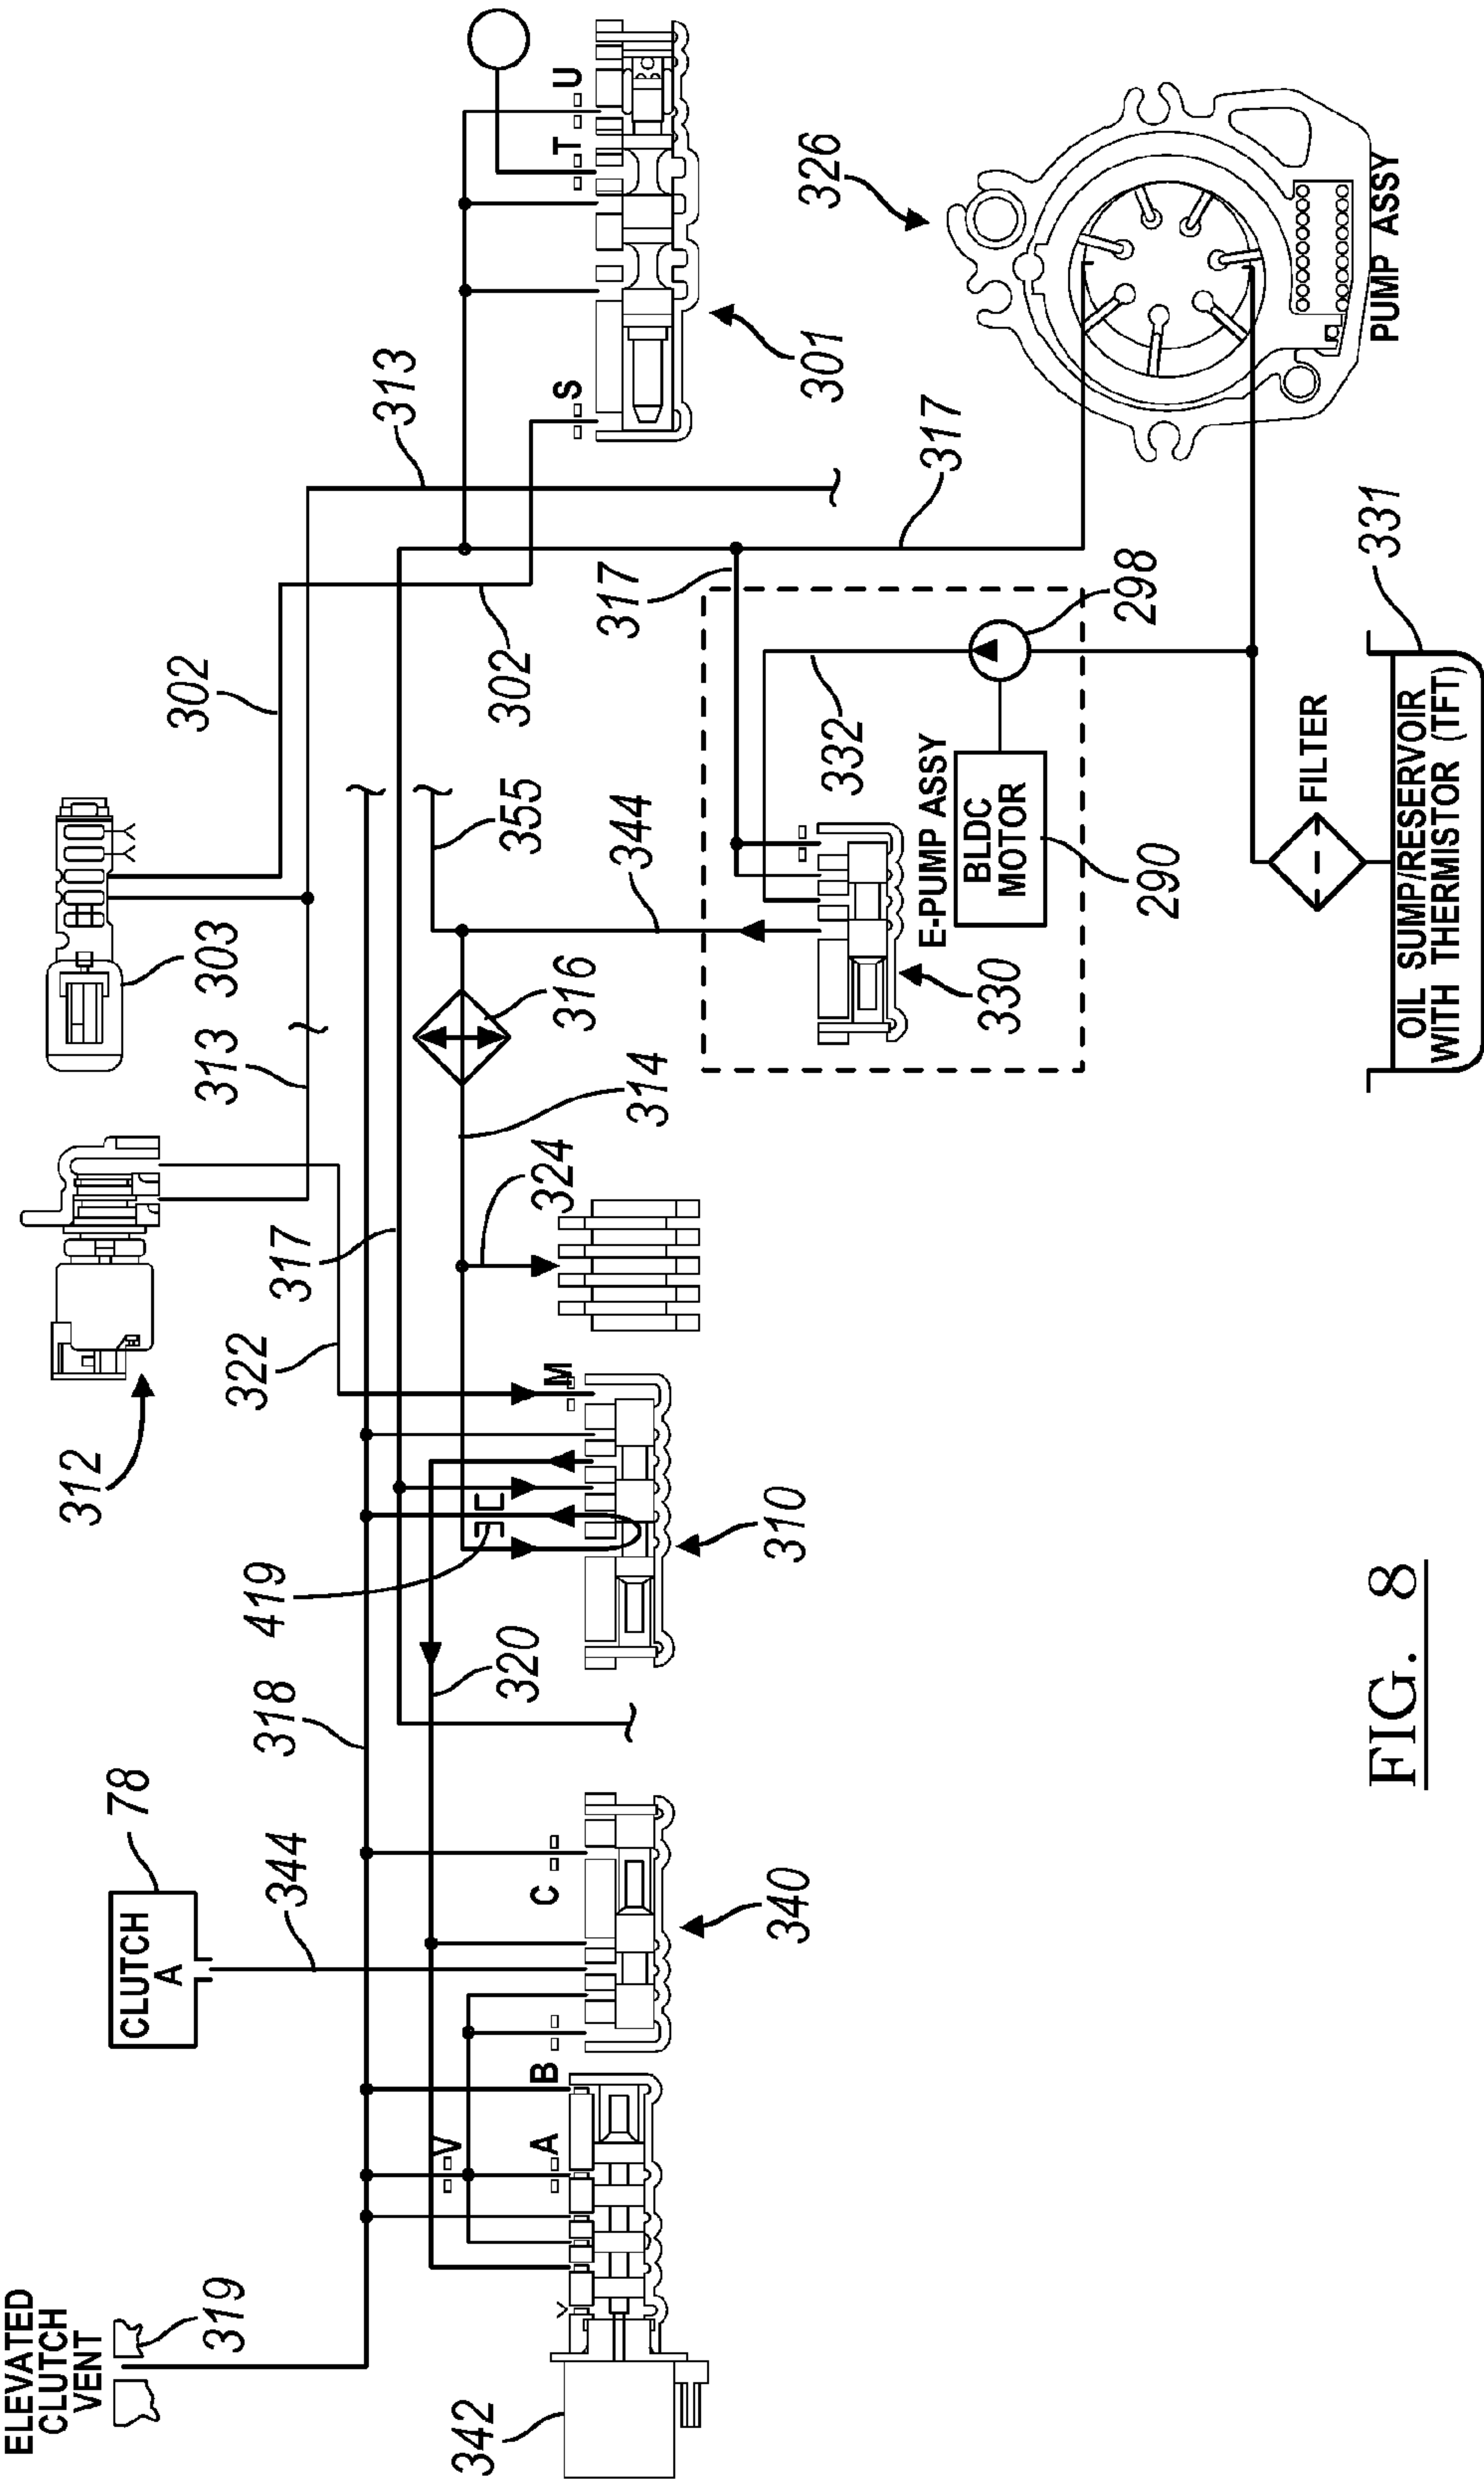 ELEVATED
CLUTCH
VENT
319
342
V
A
B
CLUTCH
A
78
344
C
340
318
320
419
312
322
317
M
310
313
303
324
314
316
302
355
344
330
302
313
S
T
U
301
317
332
E-PUMP ASSY
BLDC
MOTOR
290
298
317
326
PUMP ASSY
FILTER
331
OIL SUMP/RESERVOIR
WITH THERMISTOR (TFT)
FIG. 8